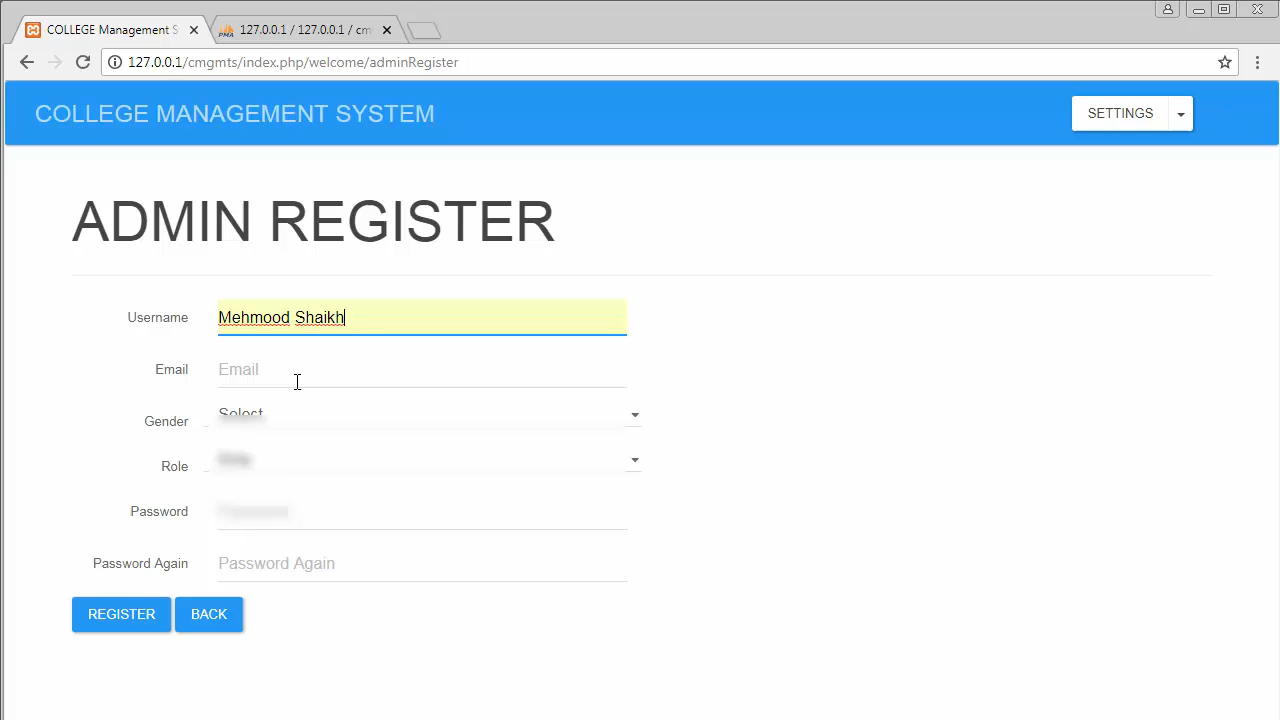 COLLEGE Management S
127.0.0.1 / 127.0.0.1 / cm
127.0.0.1/cmgmts/index.php/welcome/adminRegister
COLLEGE MANAGEMENT SYSTEM
SETTINGS
ADMIN REGISTER
Username Mehmood Shaikh
Email Email
Gender Select
Role
Password
Password Again Password Again
REGISTER BACK